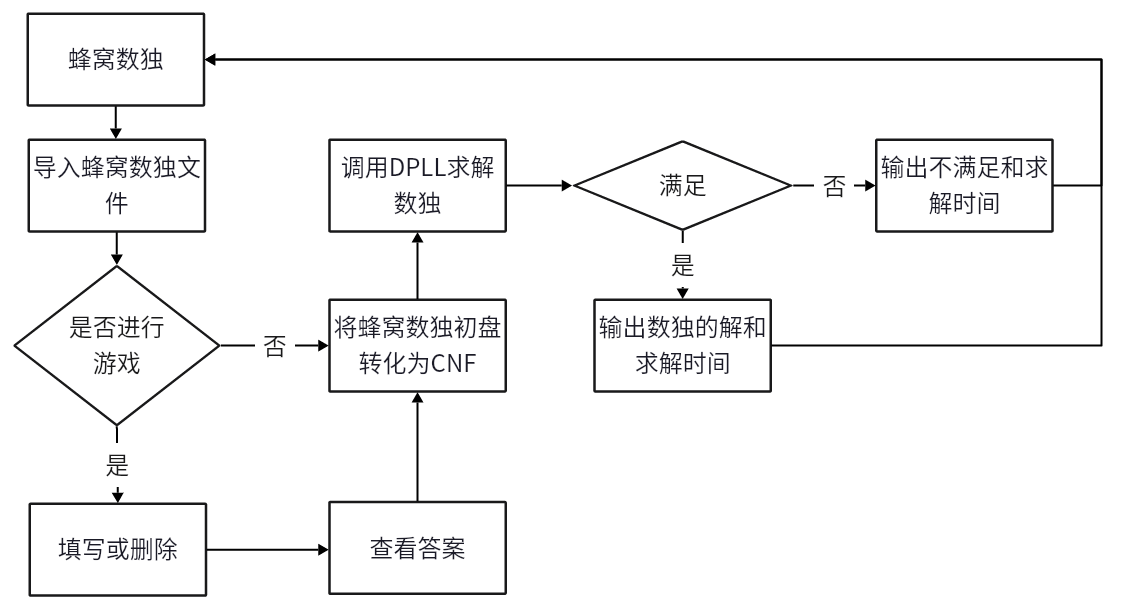 蜂窝数独
导入蜂窝数独文
件
调用DPLL求解
数独
满足
否
输出不满足和求
解时间
是
是否进行
游戏
否
将蜂窝数独初盘
转化为CNF
输出数独的解和
求解时间
是
填写或删除
查看答案